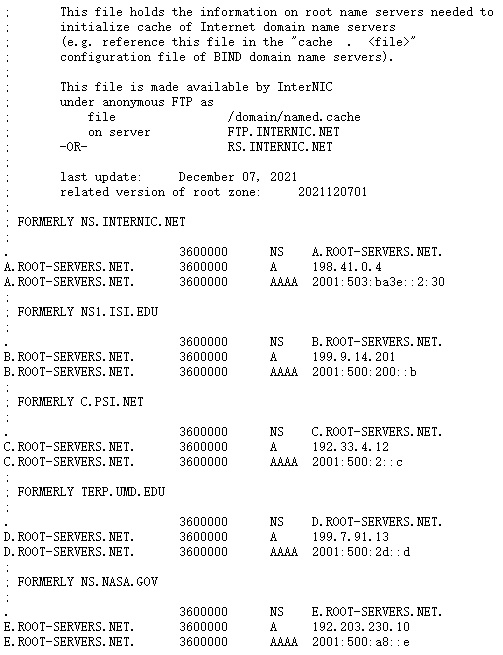 ;       This file holds the information on root name servers needed to
;       initialize cache of Internet domain name servers
;       (e.g. reference this file in the "cache  .  <file>"
;       configuration file of BIND domain name servers).
;
;       This file is made available by InterNIC
;       under anonymous FTP as
;           file                /domain/named.cache
;           on server           FTP.INTERNIC.NET
;       -OR-                    RS.INTERNIC.NET
;
;       last update:     December 07, 2021
;       related version of root zone:     2021120701
;
; FORMERLY NS.INTERNIC.NET
;
.                        3600000      NS    A.ROOT-SERVERS.NET.
A.ROOT-SERVERS.NET.      3600000      A     198.41.0.4
A.ROOT-SERVERS.NET.      3600000      AAAA  2001:503:ba3e::2:30
;
; FORMERLY NS1.ISI.EDU
;
.                        3600000      NS    B.ROOT-SERVERS.NET.
B.ROOT-SERVERS.NET.      3600000      A     199.9.14.201
B.ROOT-SERVERS.NET.      3600000      AAAA  2001:500:200::b
;
; FORMERLY C.PSI.NET
;
.                        3600000      NS    C.ROOT-SERVERS.NET.
C.ROOT-SERVERS.NET.      3600000      A     192.33.4.12
C.ROOT-SERVERS.NET.      3600000      AAAA  2001:500:2::c
;
; FORMERLY TERP.UMD.EDU
;
.                        3600000      NS    D.ROOT-SERVERS.NET.
D.ROOT-SERVERS.NET.      3600000      A     199.7.91.13
D.ROOT-SERVERS.NET.      3600000      AAAA  2001:500:2d::d
;
; FORMERLY NS.NASA.GOV
;
.                        3600000      NS    E.ROOT-SERVERS.NET.
E.ROOT-SERVERS.NET.      3600000      A     192.203.230.10
E.ROOT-SERVERS.NET.      3600000      AAAA  2001:500:a8::e